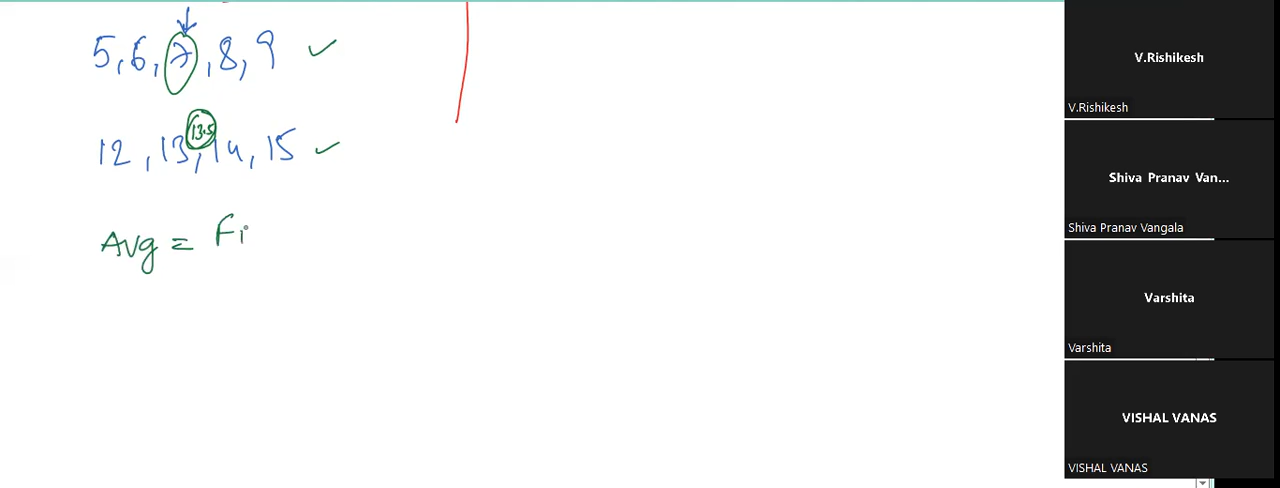 5, 6, 7, 8, 9 ✓
13.5
12, 13, 14, 15 ✓
Avg = Fi
V.Rishikesh
V.Rishikesh
Shiva Pranav Van...
Shiva Pranav Vangala
Varshita
Varshita
VISHAL VANAS
VISHAL VANAS